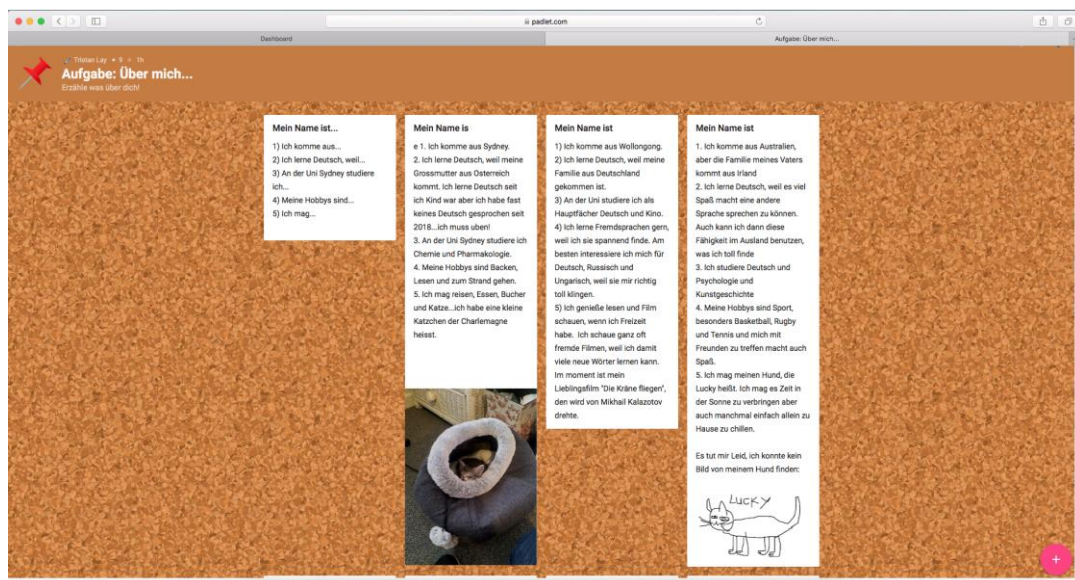 padlet.com
Dashboard
Aufgabe: Über mich...
Tristan Lay • 9 • 1h
Aufgabe: Über mich...
Erzähle was über dich!
Mein Name ist...
1) Ich komme aus...
2) Ich lerne Deutsch, weil...
3) An der Uni Sydney studiere
ich...
4) Meine Hobbys sind...
5) Ich mag...
Mein Name is
e 1. Ich komme aus Sydney.
2. Ich lerne Deutsch, weil meine
Grossmutter aus Osterreich
kommt. Ich lerne Deutsch seit
ich Kind war aber ich habe fast
keines Deutsch gesprochen seit
2018...ich muss uben!
3. An der Uni Sydney studiere ich
Chemie und Pharmakologie.
4. Meine Hobbys sind Backen,
Lesen und zum Strand gehen.
5. Ich mag reisen, Essen, Bucher
und Katze...ich habe eine kleine
Katzchen der Charlemagne
heisst.
Mein Name ist
1) Ich komme aus Wollongong.
2) Ich lerne Deutsch, weil meine
Familie aus Deutschland
gekommen ist.
3) An der Uni studiere ich als
Hauptfächer Deutsch und Kino.
4) Ich lerne Fremdsprachen gern,
weil ich sie spannend finde. Am
besten interessiere ich mich für
Deutsch, Russisch und
Ungarisch, weil sie mir richtig
toll klingen.
5) Ich genieße lesen und Film
schauen, wenn ich Freizeit
habe. Ich schaue ganz oft
fremde Filmen, weil ich damit
viele neue Wörter lernen kann.
Im moment ist mein
Lieblingsfilm "Die Kräne fliegen",
den wird von Mikhail Kalazotov
drehte.
Mein Name ist
1. Ich komme aus Australien,
aber die Familie meines Vaters
kommt aus Irland
2. Ich lerne Deutsch, weil es viel
Spaß macht eine andere
Sprache sprechen zu können.
Auch kann ich dann diese
Fähigkeit im Ausland benutzen,
was ich toll finde
3. Ich studiere Deutsch und
Psychologie und
Kunstgeschichte
4. Meine Hobbys sind Sport,
besonders Basketball, Rugby
und Tennis und mich mit
Freunden zu treffen macht auch
Spaß.
5. Ich mag meinen Hund, die
Lucky heißt. Ich mag es Zeit in
der Sonne zu verbringen aber
auch manchmal einfach allein zu
Hause zu chillen.
Es tut mir Leid, ich konnte kein
Bild von meinem Hund finden:
LUCKY